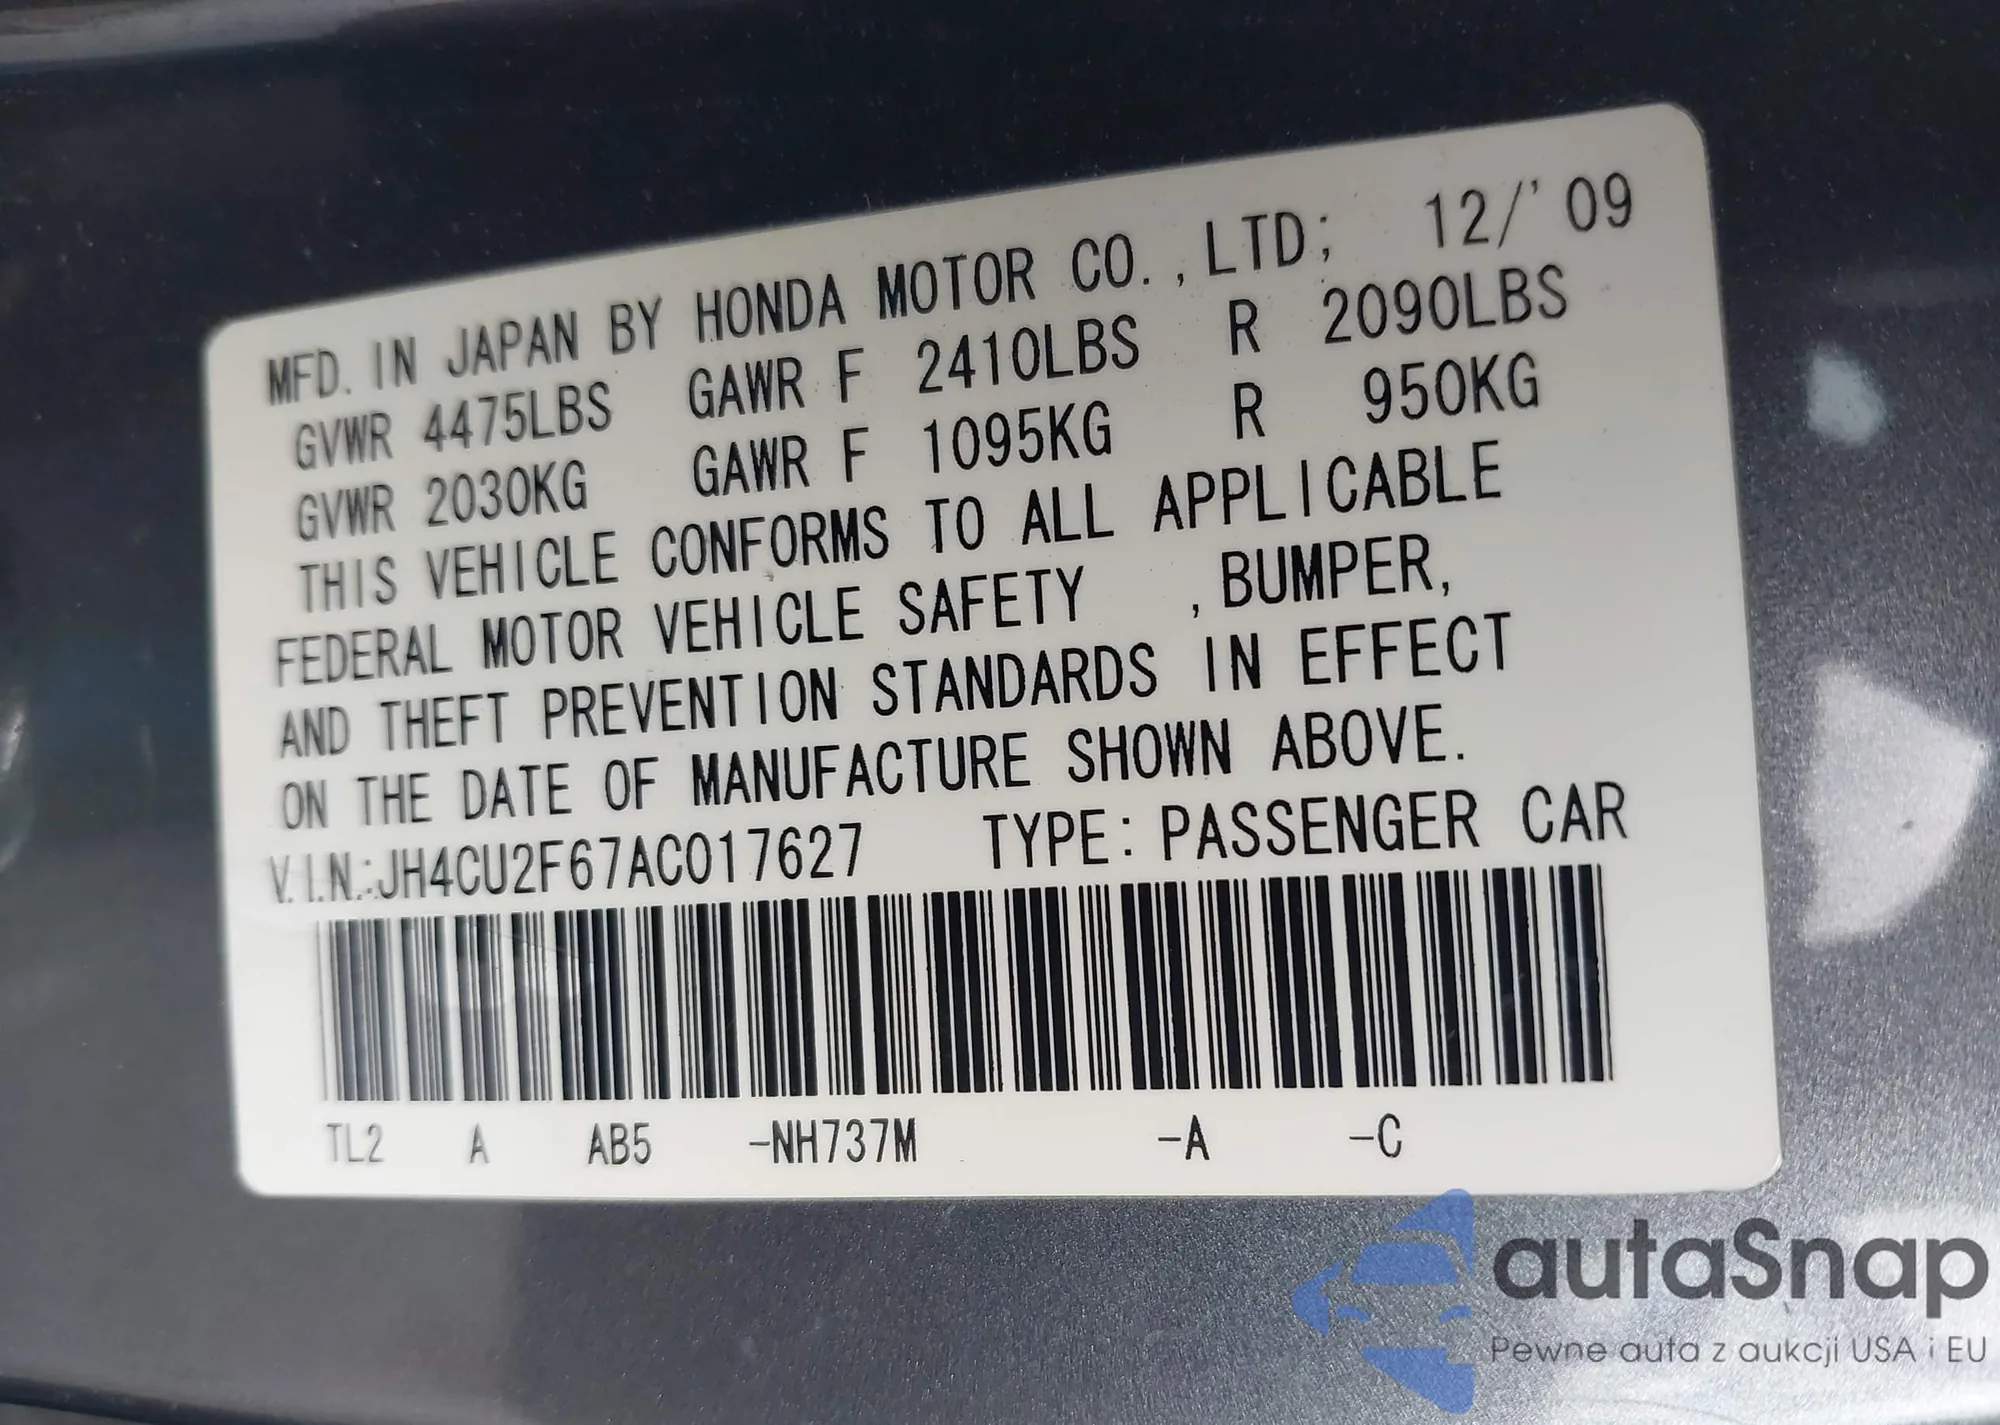 MFD. IN JAPAN BY HONDA MOTOR CO.,LTD; 12/'09
GVWR 4475LBS GAWR F 2410LBS R 2090LBS
GVWR 2030KG GAWR F 1095KG R 950KG
THIS VEHICLE CONFORMS TO ALL APPLICABLE
FEDERAL MOTOR VEHICLE SAFETY ,BUMPER,
AND THEFT PREVENTION STANDARDS IN EFFECT
ON THE DATE OF MANUFACTURE SHOWN ABOVE.
V.I.N.:JH4CU2F67AC017627 TYPE:PASSENGER CAR
TL2 A AB5 -NH737M -A -C
autaSnap
Pewne auta z aukcji USA i EU